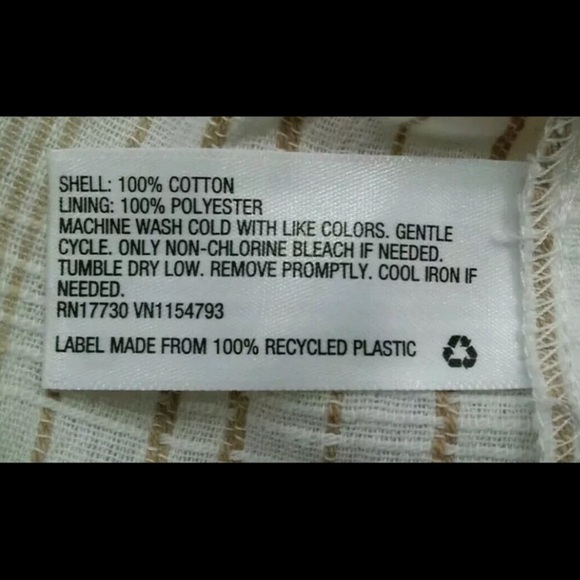 SHELL: 100% COTTON
LINING: 100% POLYESTER
MACHINE WASH COLD WITH LIKE COLORS. GENTLE
CYCLE. ONLY NON-CHLORINE BLEACH IF NEEDED.
TUMBLE DRY LOW. REMOVE PROMPTLY. COOL IRON IF
NEEDED.
RN17730 VN1154793
LABEL MADE FROM 100% RECYCLED PLASTIC